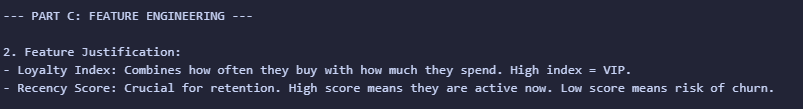 --- PART C: FEATURE ENGINEERING ---
2. Feature Justification:
- Loyalty Index: Combines how often they buy with how much they spend. High index = VIP.
- Recency Score: Crucial for retention. High score means they are active now. Low score means risk of churn.